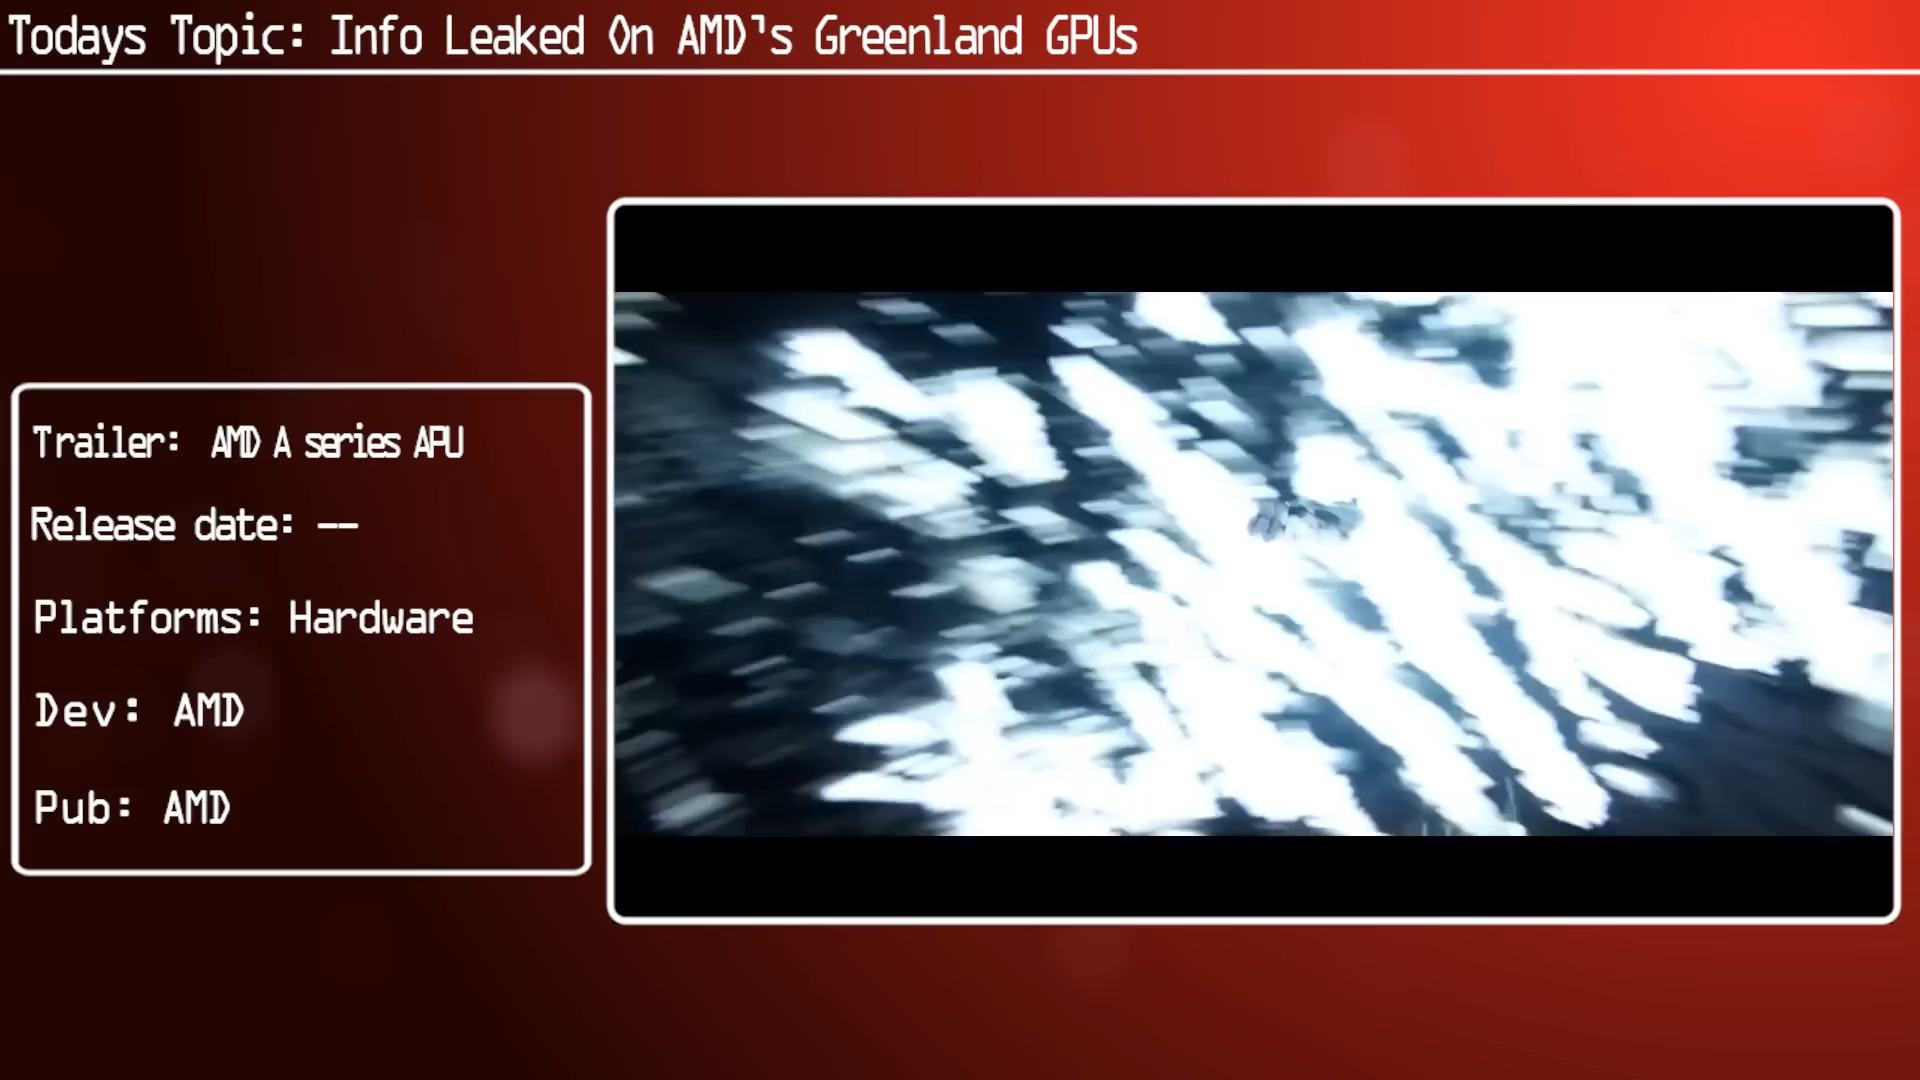 Todays Topic: Info Leaked On AMD's Greenland GPUs
Trailer: AMD A series APU
Release date: --
Platforms: Hardware
Dev: AMD
Pub: AMD